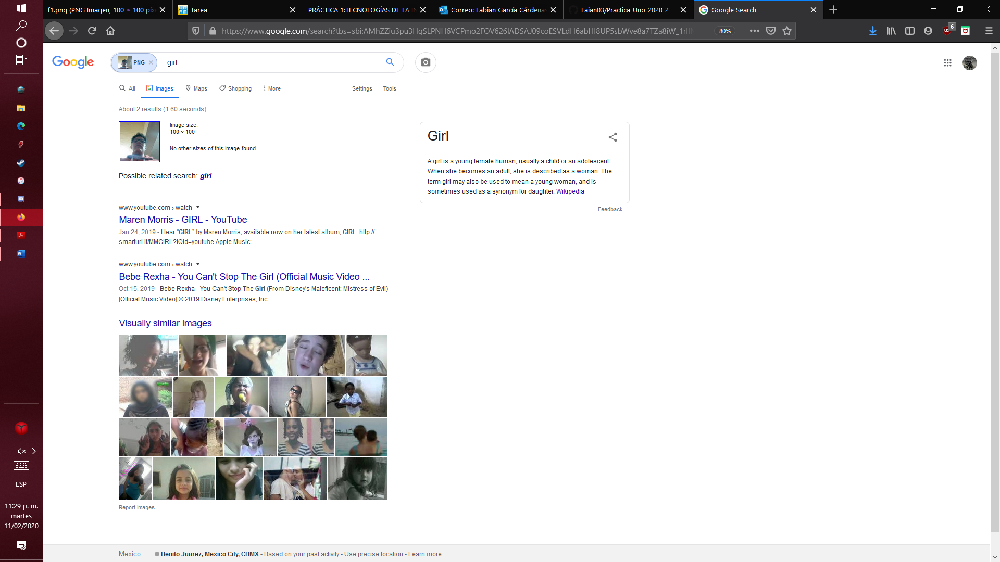 f1.png (PNG Imagen, 100 × 100 píx
Tarea
PRÁCTICA 1:TECNOLOGÍAS DE LA IN
Correo: Fabian García Cárdenas
Faian03/Practica-Uno-2020-2
Google Search
80%
6
Google
PNG
girl
All
Images
Maps
Shopping
More
Settings
Tools
About 2 results (1.60 seconds)
Image size:
100 × 100
No other sizes of this image found.
Possible related search: girl
Girl
A girl is a young female human, usually a child or an adolescent.
When she becomes an adult, she is described as a woman. The
term girl may also be used to mean a young woman, and is
sometimes used as a synonym for daughter. Wikipedia
Feedback
www.youtube.com › watch
Maren Morris - GIRL - YouTube
Jan 24, 2019 - Hear "GIRL" by Maren Morris, available now on her latest album, GIRL: http://
smarturl.it/MMGIRL?IQid=youtube Apple Music: ...
www.youtube.com › watch
Bebe Rexha - You Can't Stop The Girl (Official Music Video ...
Oct 15, 2019 - Bebe Rexha - You Can't Stop The Girl (From Disney's Maleficent: Mistress of Evil)
[Official Music Video] © 2019 Disney Enterprises, Inc.
Visually similar images
Report images
Mexico
Benito Juarez, Mexico City, CDMX - Based on your past activity - Use precise location - Learn more
ESP
11:29 p. m.
martes
11/02/2020